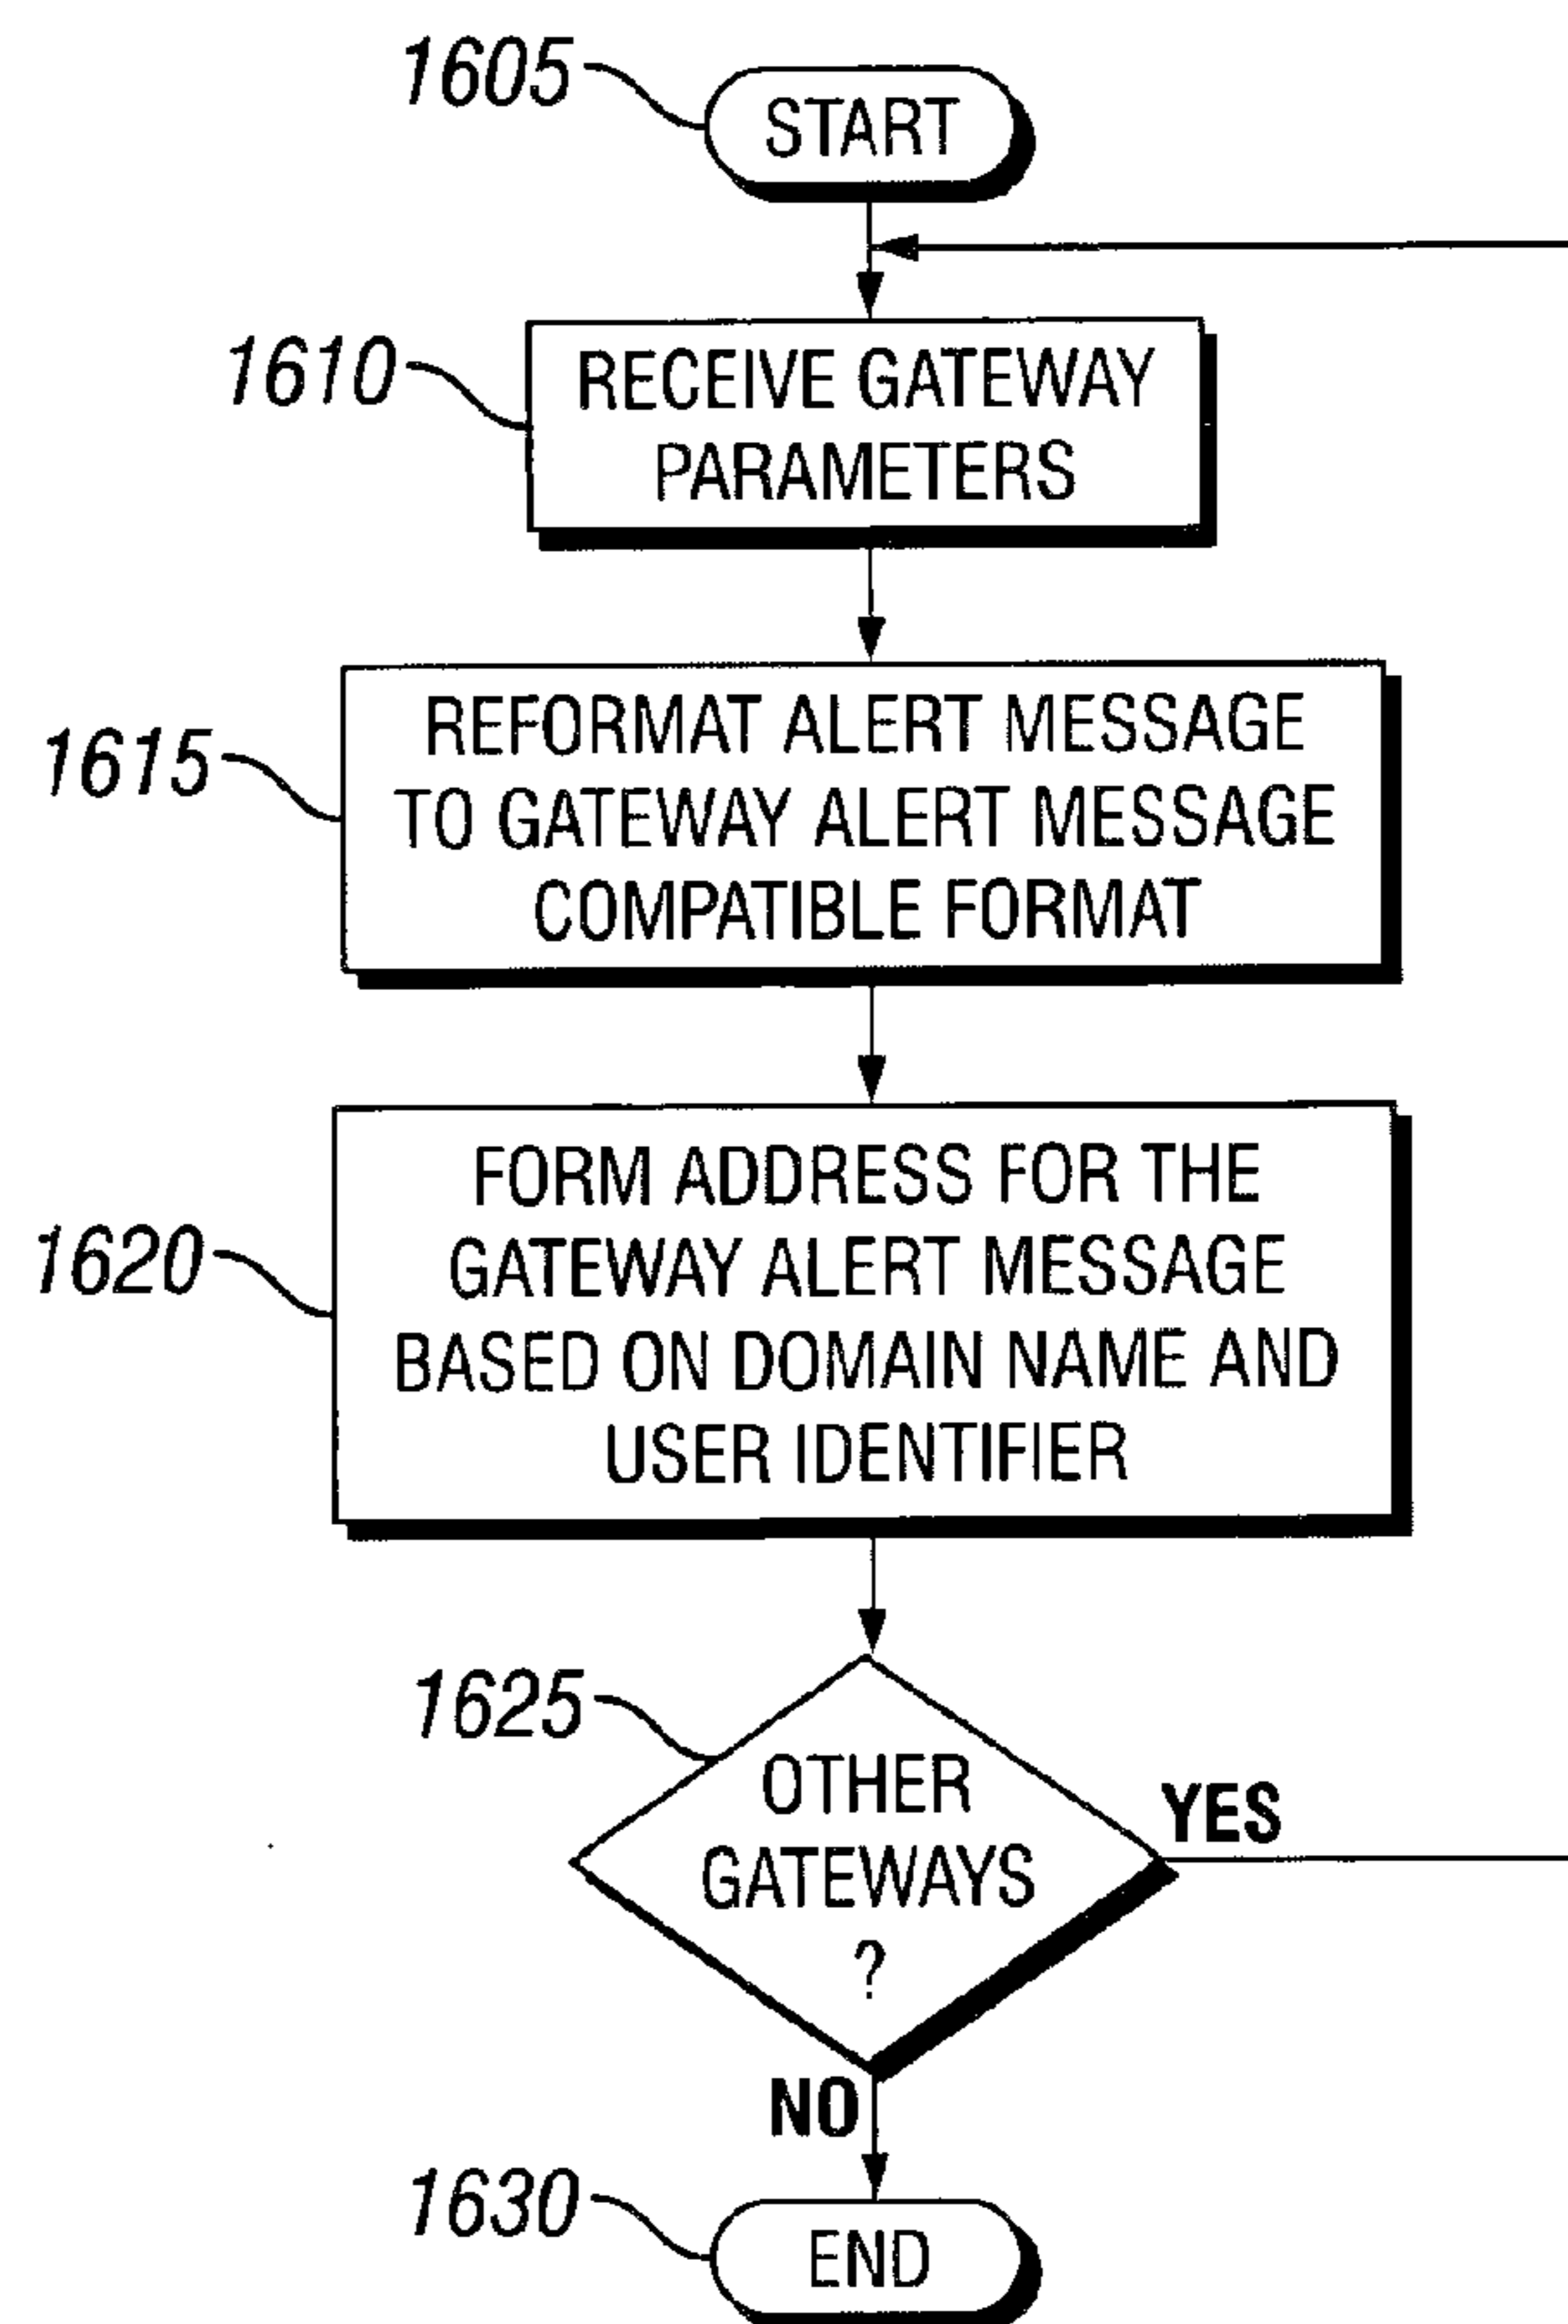 1605
START
1610
RECEIVE GATEWAY
PARAMETERS
1615
REFORMAT ALERT MESSAGE
TO GATEWAY ALERT MESSAGE
COMPATIBLE FORMAT
1620
FORM ADDRESS FOR THE
GATEWAY ALERT MESSAGE
BASED ON DOMAIN NAME AND
USER IDENTIFIER
1625
OTHER
GATEWAYS
?
YES
NO
1630
END